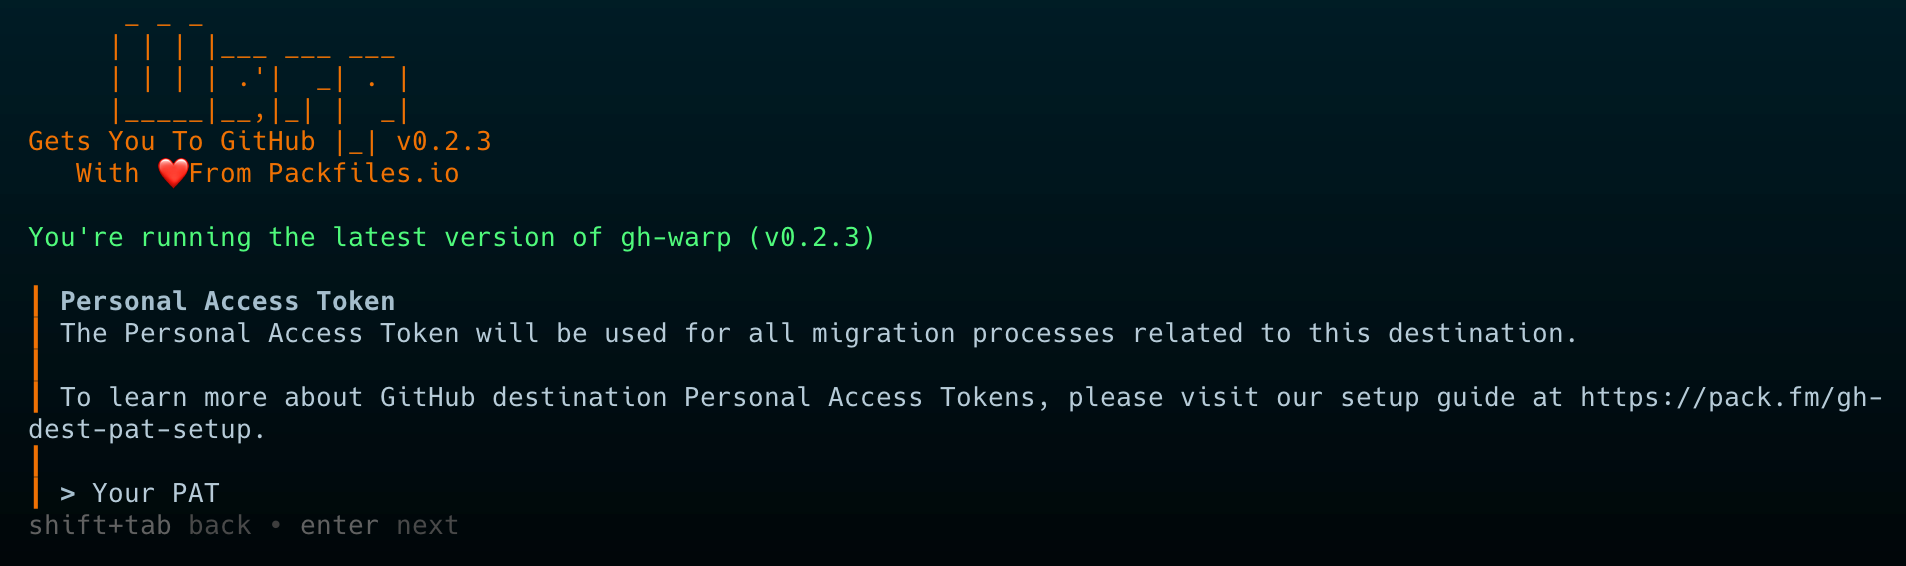 _ _ _
     | | | |___ ___ ___
     | | | | .'|  _| . |
     |_____|__,|_| |  _|
Gets You To GitHub |_| v0.2.3
   With ❤️From Packfiles.io
You're running the latest version of gh-warp (v0.2.3)
Personal Access Token
The Personal Access Token will be used for all migration processes related to this destination.
To learn more about GitHub destination Personal Access Tokens, please visit our setup guide at https://pack.fm/gh-
dest-pat-setup.
> Your PAT
shift+tab back • enter next